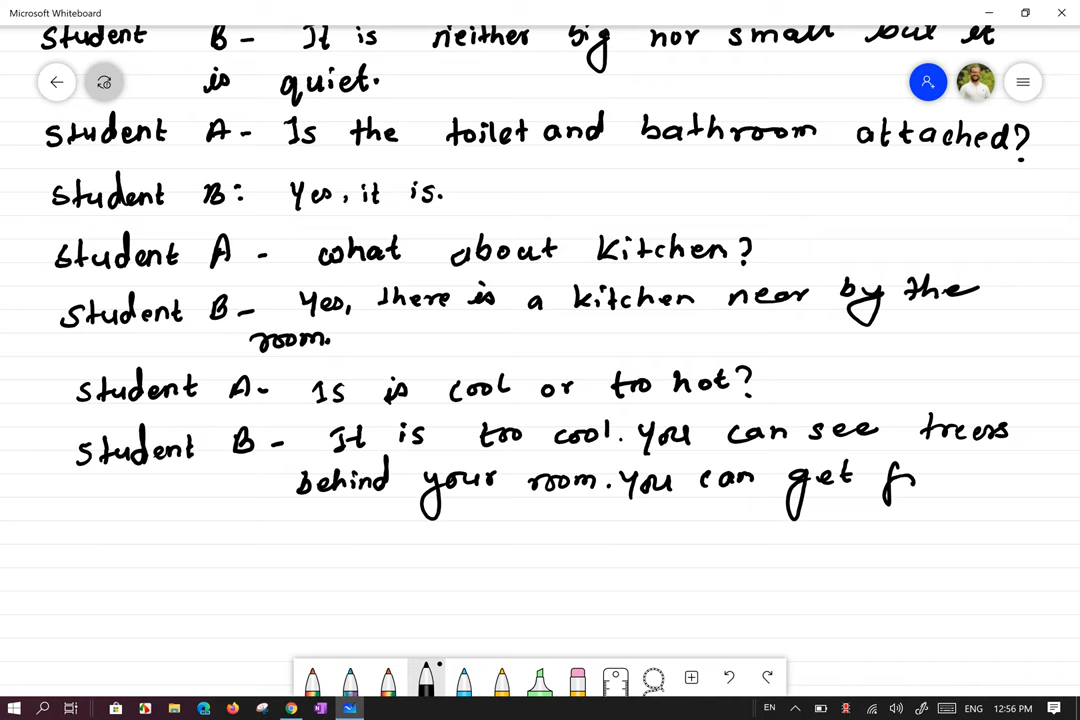 Microsoft Whiteboard
Student B - It is neither big nor small but it
is quiet.
Student A - Is the toilet and bathroom attached?
Student B: Yes, it is.
Student A - What about Kitchen?
Student B - Yes, There is a kitchen near by the
room.
Student A - Is is cool or too hot?
Student B - It is too cool. You can see trees
behind your room. You can get
EN
ENG 12:56 PM